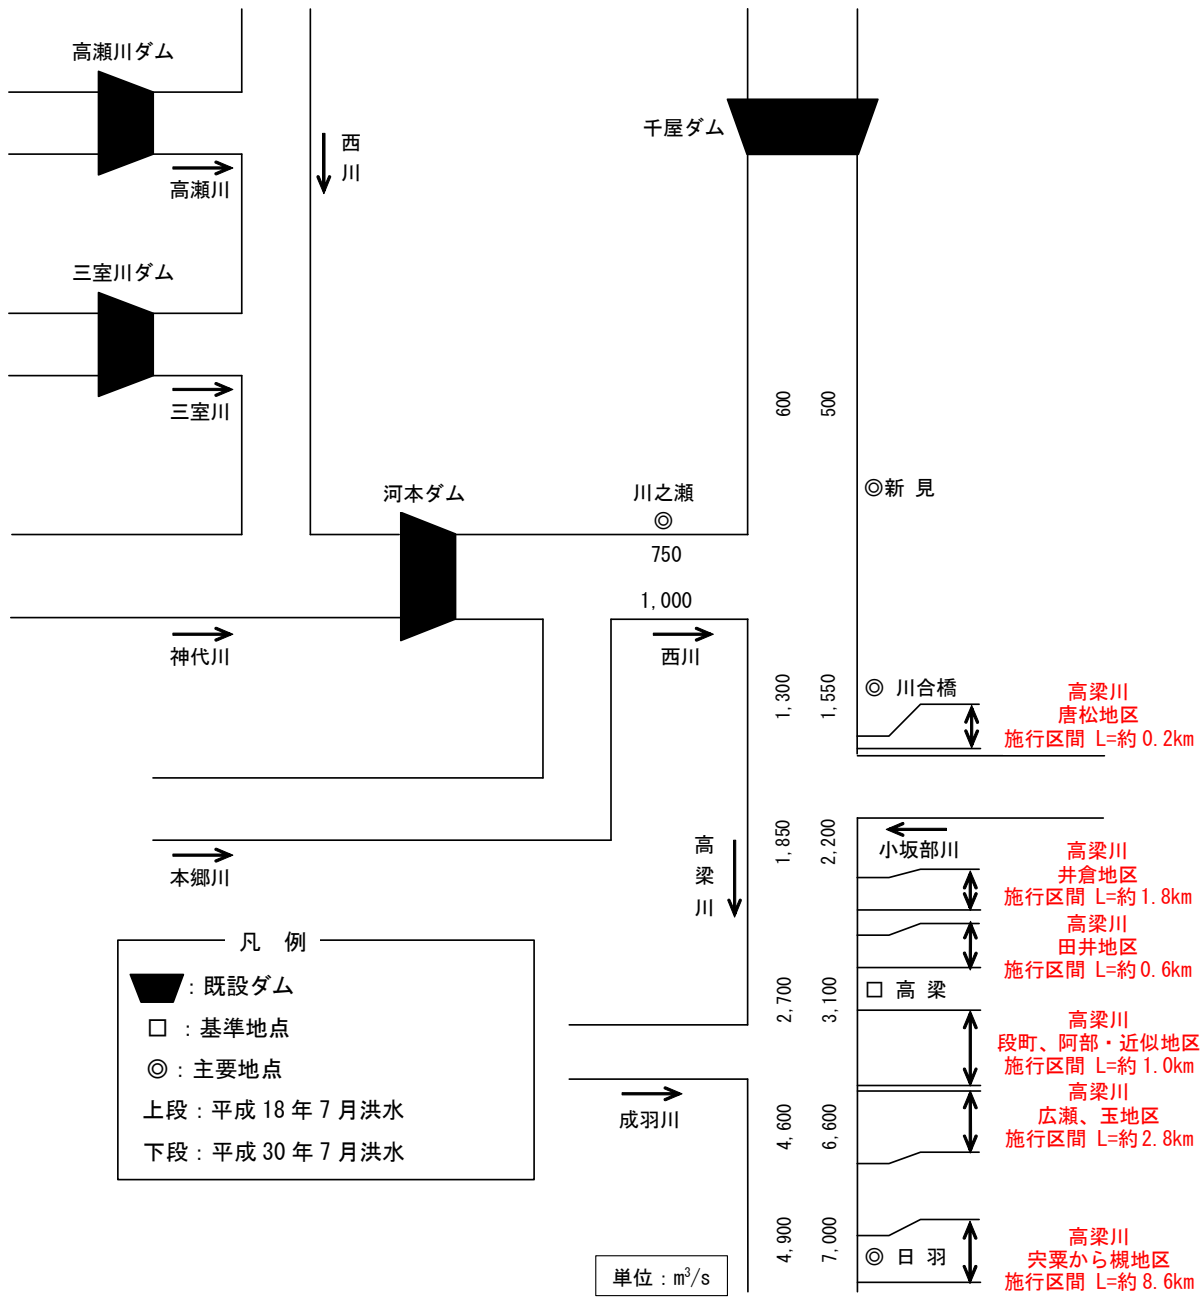 高瀬川ダム
西川
千屋ダム
高瀬川
三室川ダム
三室川
600
500
河本ダム
川之瀬
◎
◎新 見
750
1,000
神代川
西川
1,300
1,550
◎ 川合橋
高梁川
唐松地区
施行区間 L=約 0.2km
高梁川
1,850
2,200
小坂部川
本郷川
高梁川
井倉地区
施行区間 L=約 1.8km
高梁川
田井地区
施行区間 L=約 0.6km
凡 例
: 既設ダム
□ : 基準地点
◎ : 主要地点
上段 : 平成 18 年 7 月洪水
下段 : 平成 30 年 7 月洪水
2,700
3,100
□ 高 梁
高梁川
段町、阿部・近似地区
施行区間 L=約 1.0km
成羽川
4,600
6,600
高梁川
広瀬、玉地区
施行区間 L=約 2.8km
4,900
7,000
◎ 日 羽
高梁川
宍粟から槻地区
施行区間 L=約 8.6km
単位 : m³/s